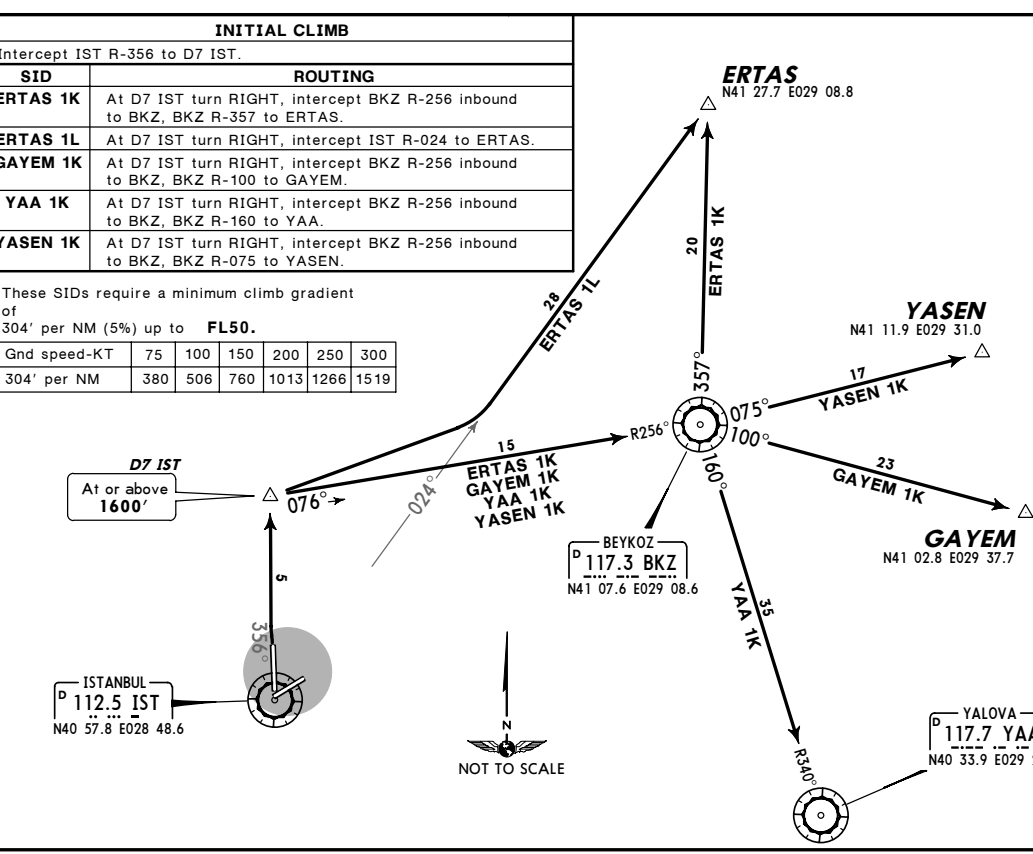 INITIAL CLIMB
Intercept IST R-356 to D7 IST.
SID ROUTING
ERTAS 1K At D7 IST turn RIGHT, intercept BKZ R-256 inbound
to BKZ, BKZ R-357 to ERTAS.
ERTAS 1L At D7 IST turn RIGHT, intercept IST R-024 to ERTAS.
GAYEM 1K At D7 IST turn RIGHT, intercept BKZ R-256 inbound
to BKZ, BKZ R-100 to GAYEM.
YAA 1K At D7 IST turn RIGHT, intercept BKZ R-256 inbound
to BKZ, BKZ R-160 to YAA.
YASEN 1K At D7 IST turn RIGHT, intercept BKZ R-256 inbound
to BKZ, BKZ R-075 to YASEN.
These SIDs require a minimum climb gradient
of
304' per NM (5%) up to FL50.
Gnd speed-KT 75 100 150 200 250 300
304' per NM 380 506 760 1013 1266 1519
ERTAS
N41 27.7 E029 08.8
20
ERTAS 1K
28
ERTAS 1L
YASEN
N41 11.9 E029 31.0
357°
17
YASEN 1K
075°
R256°
100°
160°
23
GAYEM 1K
GAYEM
N41 02.8 E029 37.7
D7 IST
At or above
1600'
076°
024°
15
ERTAS 1K
GAYEM 1K
YAA 1K
YASEN 1K
BEYKOZ
D 117.3 BKZ
N41 07.6 E029 08.6
5
356°
35
YAA 1K
ISTANBUL
D 112.5 IST
N40 57.8 E028 48.6
N
NOT TO SCALE
R340°
YALOVA
D 117.7 YAA
N40 33.9 E029